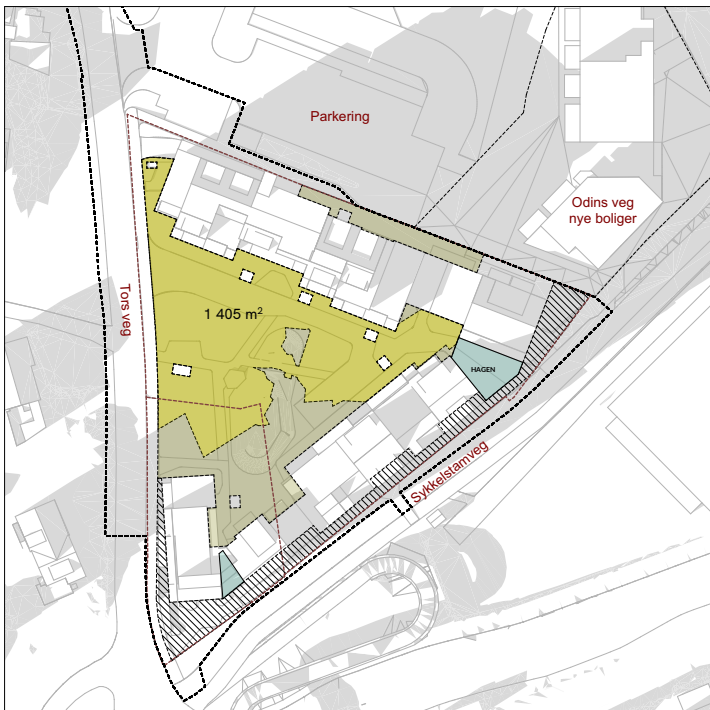 Parkering
Odins veg
nye boliger
Tors veg
1 405 m²
HAGEN
Sykkelstamveg